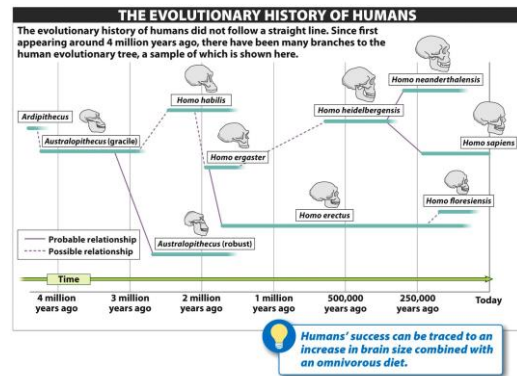 THE EVOLUTIONARY HISTORY OF HUMANS
The evolutionary history of humans did not follow a straight line. Since first
appearing around 4 million years ago, there have been many branches to the
human evolutionary tree, a sample of which is shown here.
Homo neanderthalensis
Homo habilis
Homo heidelbergensis
Ardipithecus
Australopithecus (gracile)
Homo sapiens
Homo ergaster
Homo floresiensis
Homo erectus
Australopithecus (robust)
Probable relationship
Possible relationship
Time
4 million
years ago
3 million
years ago
2 million
years ago
1 million
years ago
500,000
years ago
250,000
years ago
Today
Humans' success can be traced to an
increase in brain size combined with
an omnivorous diet.